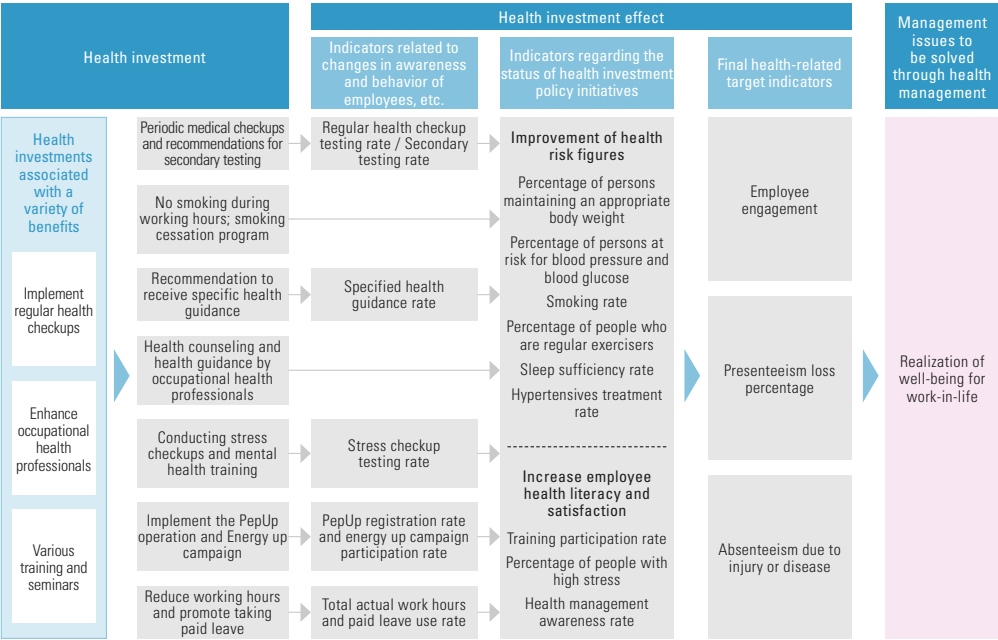 Health investment
Health investment effect
Indicators related to
changes in awareness
and behavior of
employees, etc.
Indicators regarding the
status of health investment
policy initiatives
Final health-related
target indicators
Management
issues to
be solved
through health
management
Health
investments
associated
with a
variety of
benefits
Implement
regular health
checkups
Enhance
occupational
health
professionals
Various
training and
seminars
Periodic medical checkups
and recommendations for
secondary testing
No smoking during
working hours; smoking
cessation program
Recommendation to
receive specific health
guidance
Health counseling and
health guidance by
occupational health
professionals
Conducting stress
checkups and mental
health training
Implement the PepUp
operation and Energy up
campaign
Reduce working hours
and promote taking
paid leave
Regular health checkup
testing rate / Secondary
testing rate
Specified health
guidance rate
Stress checkup
testing rate
PepUp registration rate
and energy up campaign
participation rate
Total actual work hours
and paid leave use rate
Improvement of health
risk figures
Percentage of persons
maintaining an appropriate
body weight
Percentage of persons at
risk for blood pressure and
blood glucose
Smoking rate
Percentage of people who
are regular exercisers
Sleep sufficiency rate
Hypertensives treatment
rate
Increase employee
health literacy and
satisfaction
Training participation rate
Percentage of people with
high stress
Health management
awareness rate
Employee
engagement
Presenteeism loss
percentage
Absenteeism due to
injury or disease
Realization of
well-being for
work-in-life